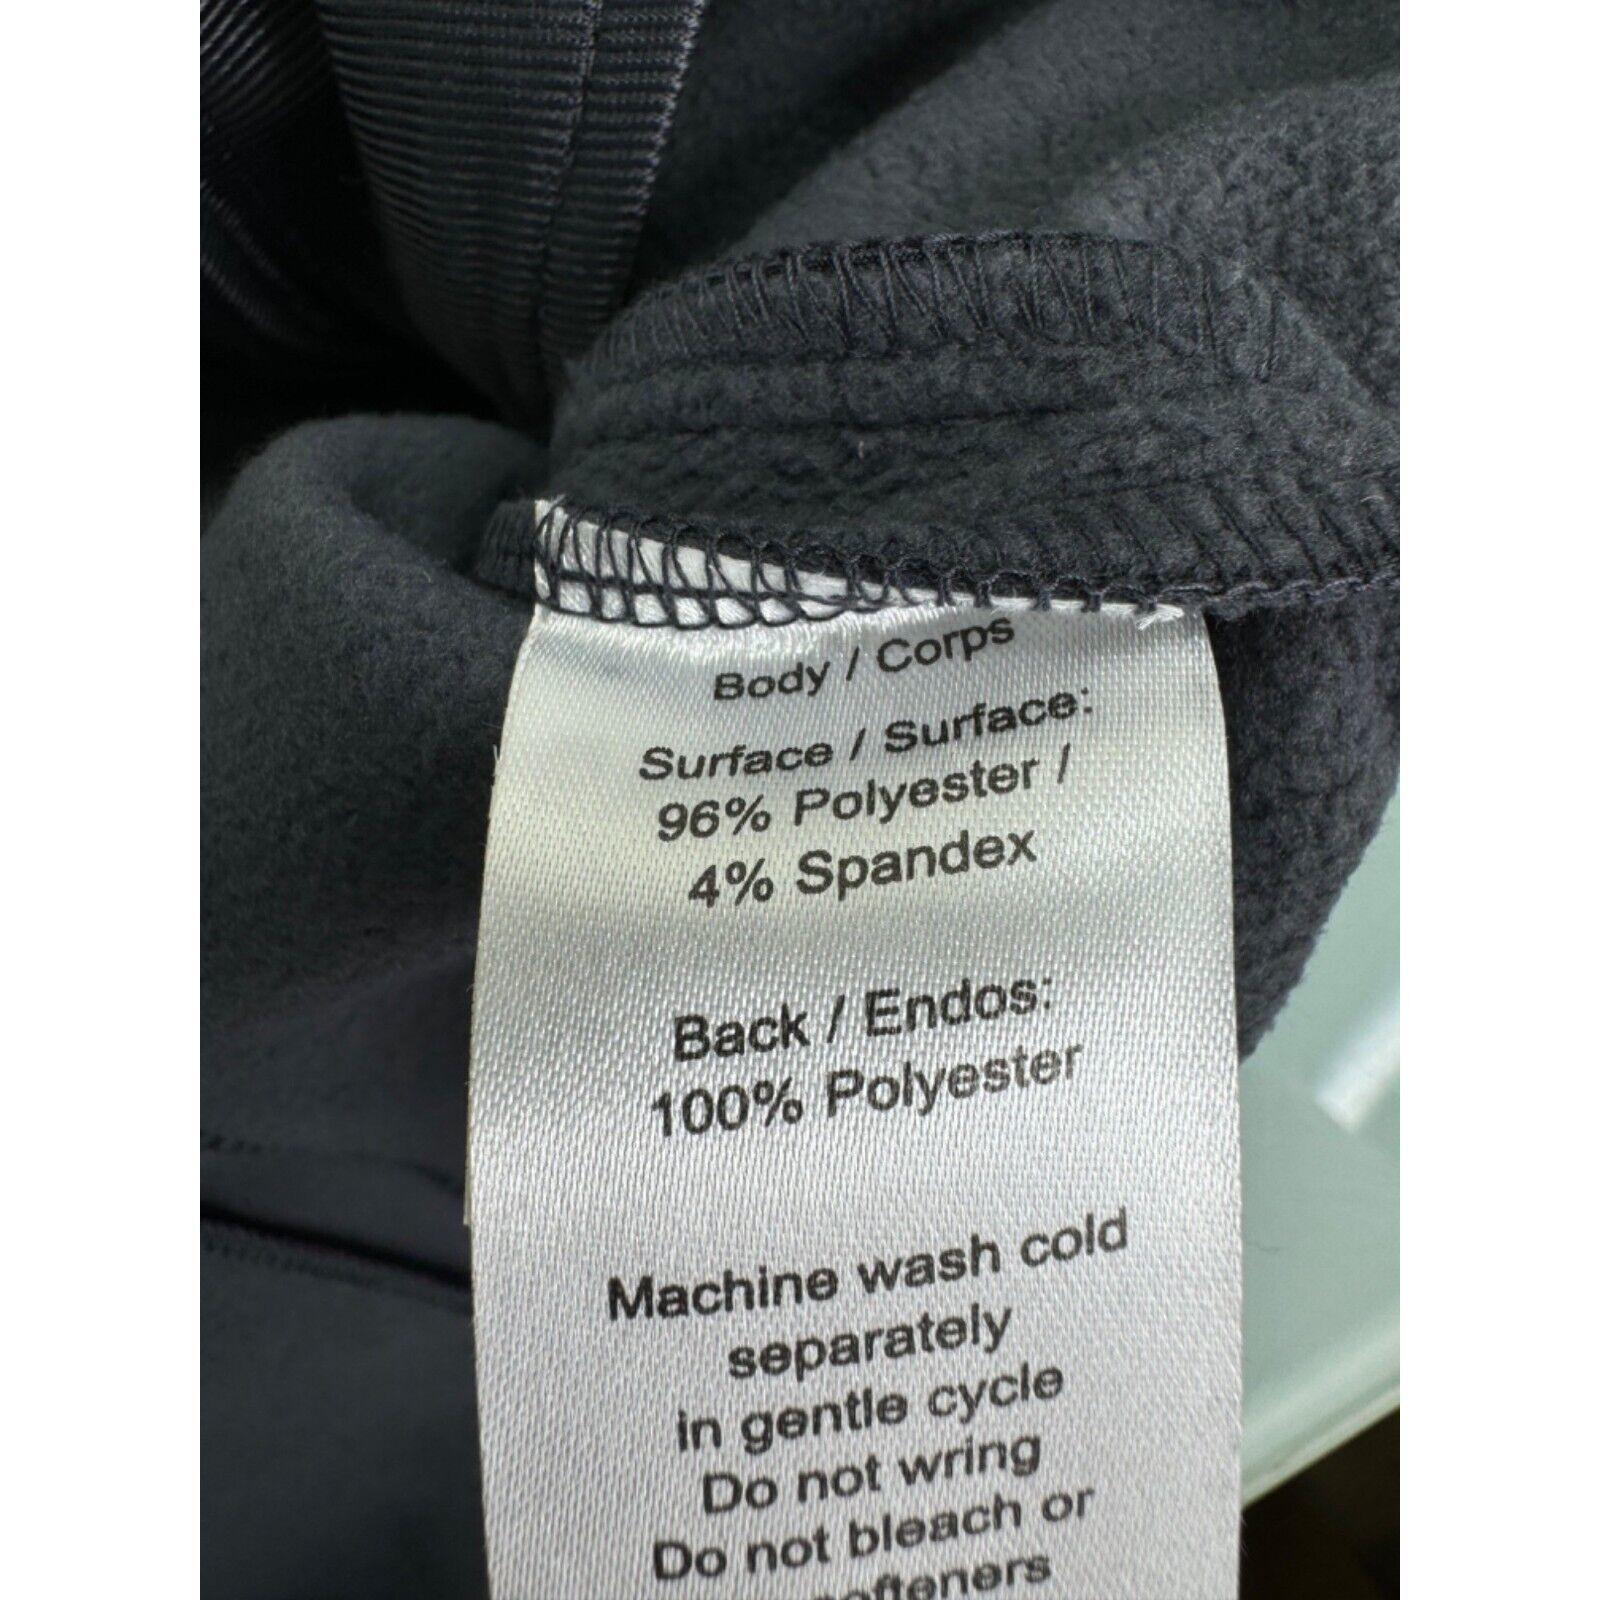 Body / Corps
Surface / Surface:
96% Polyester /
4% Spandex
Back / Endos:
100% Polyester
Machine wash cold
separately
in gentle cycle
Do not wring
Do not bleach or
softeners